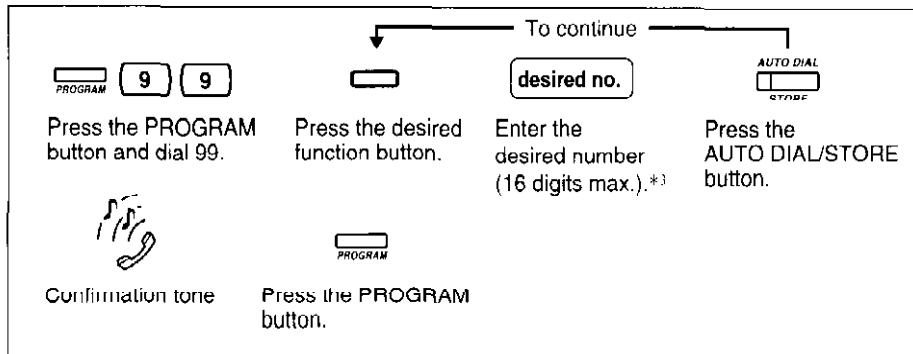 To continue
PROGRAM 9 9 desired no. AUTO DIAL
STORE
Press the PROGRAM
button and dial 99.
Press the desired
function button.
Enter the
desired number
(16 digits max.).*3
Press the
AUTO DIAL/STORE
button.
PROGRAM
Confirmation tone
Press the PROGRAM
button.